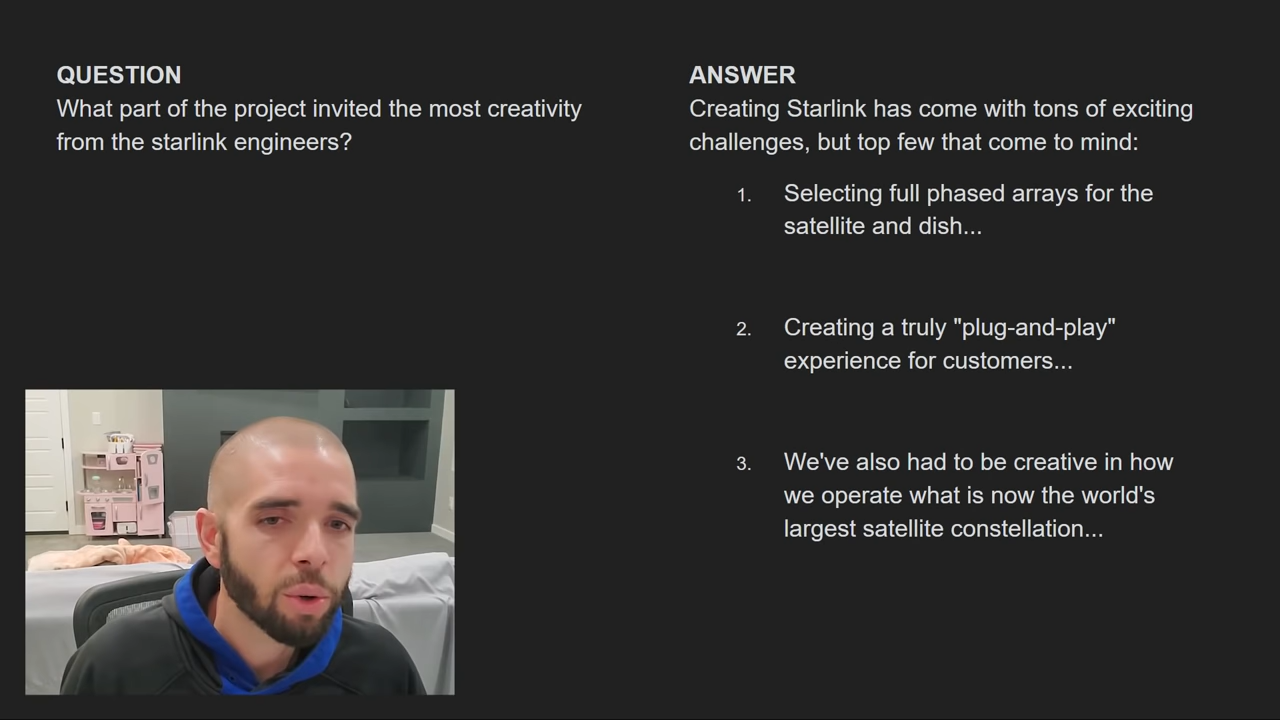 QUESTION
What part of the project invited the most creativity
from the starlink engineers?
ANSWER
Creating Starlink has come with tons of exciting
challenges, but top few that come to mind:
1. Selecting full phased arrays for the
satellite and dish...
2. Creating a truly "plug-and-play"
experience for customers...
3. We've also had to be creative in how
we operate what is now the world's
largest satellite constellation...